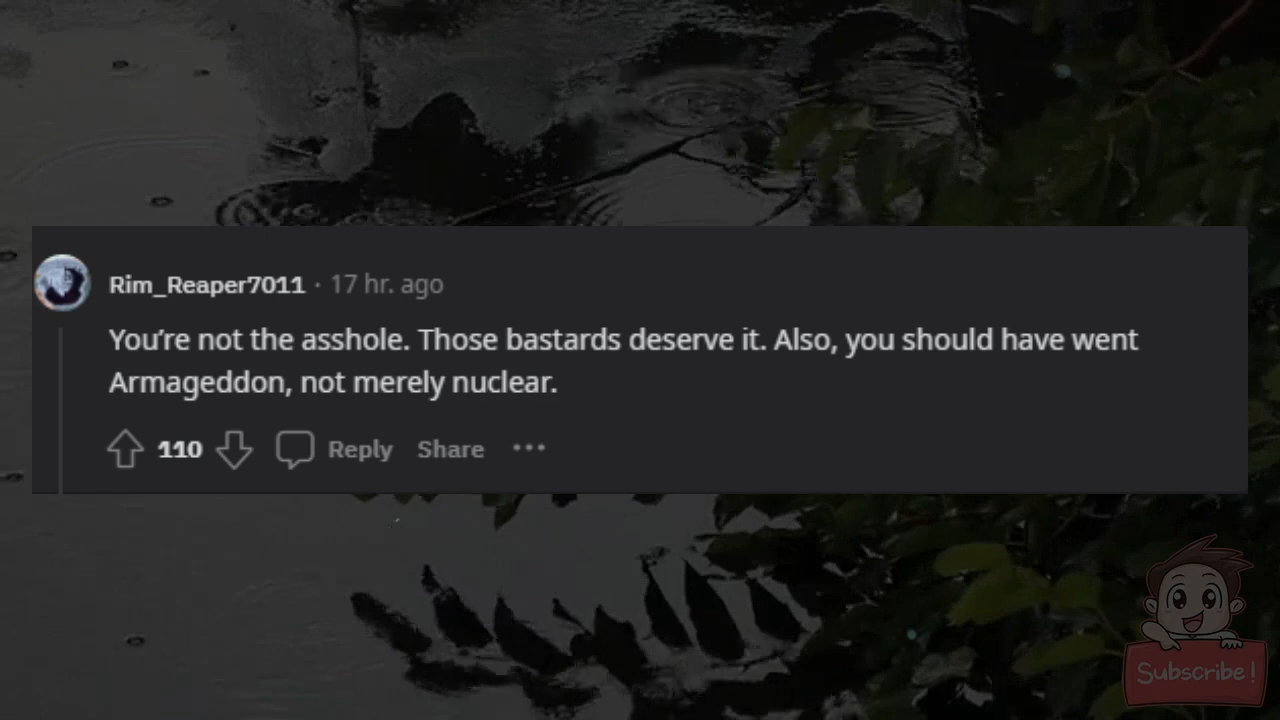 Rim_Reaper7011 · 17 hr. ago
You're not the asshole. Those bastards deserve it. Also, you should have went
Armageddon, not merely nuclear.
110 Reply Share ···
Subscribe!